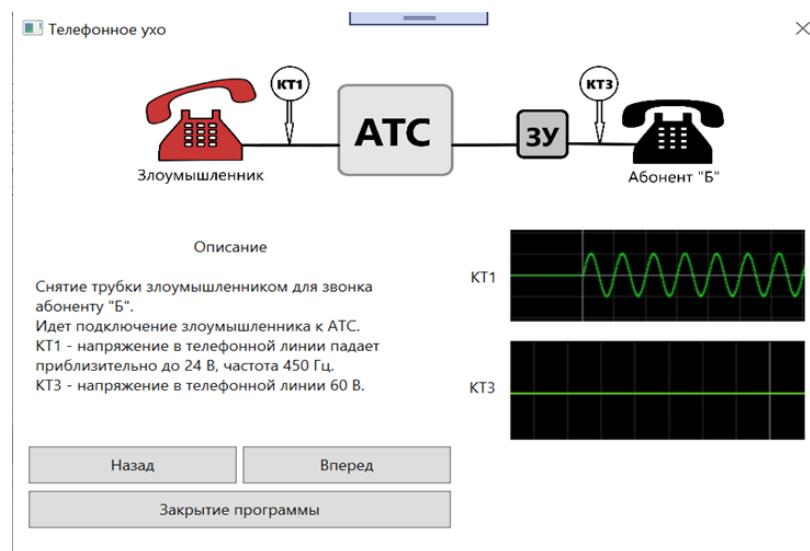 Телефонное ухо
КТ1
КТ3
АТС
ЗУ
Злоумышленник
Абонент "Б"
Описание
Снятие трубки злоумышленником для звонка
абоненту "Б".
Идет подключение злоумышленника к АТС.
КТ1 - напряжение в телефонной линии падает
приблизительно до 24 В, частота 450 Гц.
КТ3 - напряжение в телефонной линии 60 В.
КТ1
КТ3
Назад
Вперед
Закрытие программы